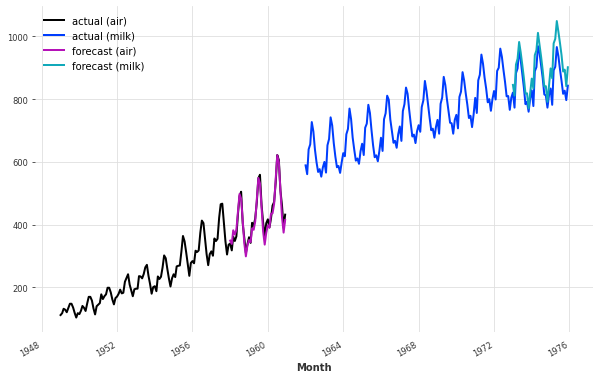 actual (air)
actual (milk)
forecast (air)
forecast (milk)
1000
800
600
400
200
1948
1952
1956
1960
1964
1968
1972
1976
Month